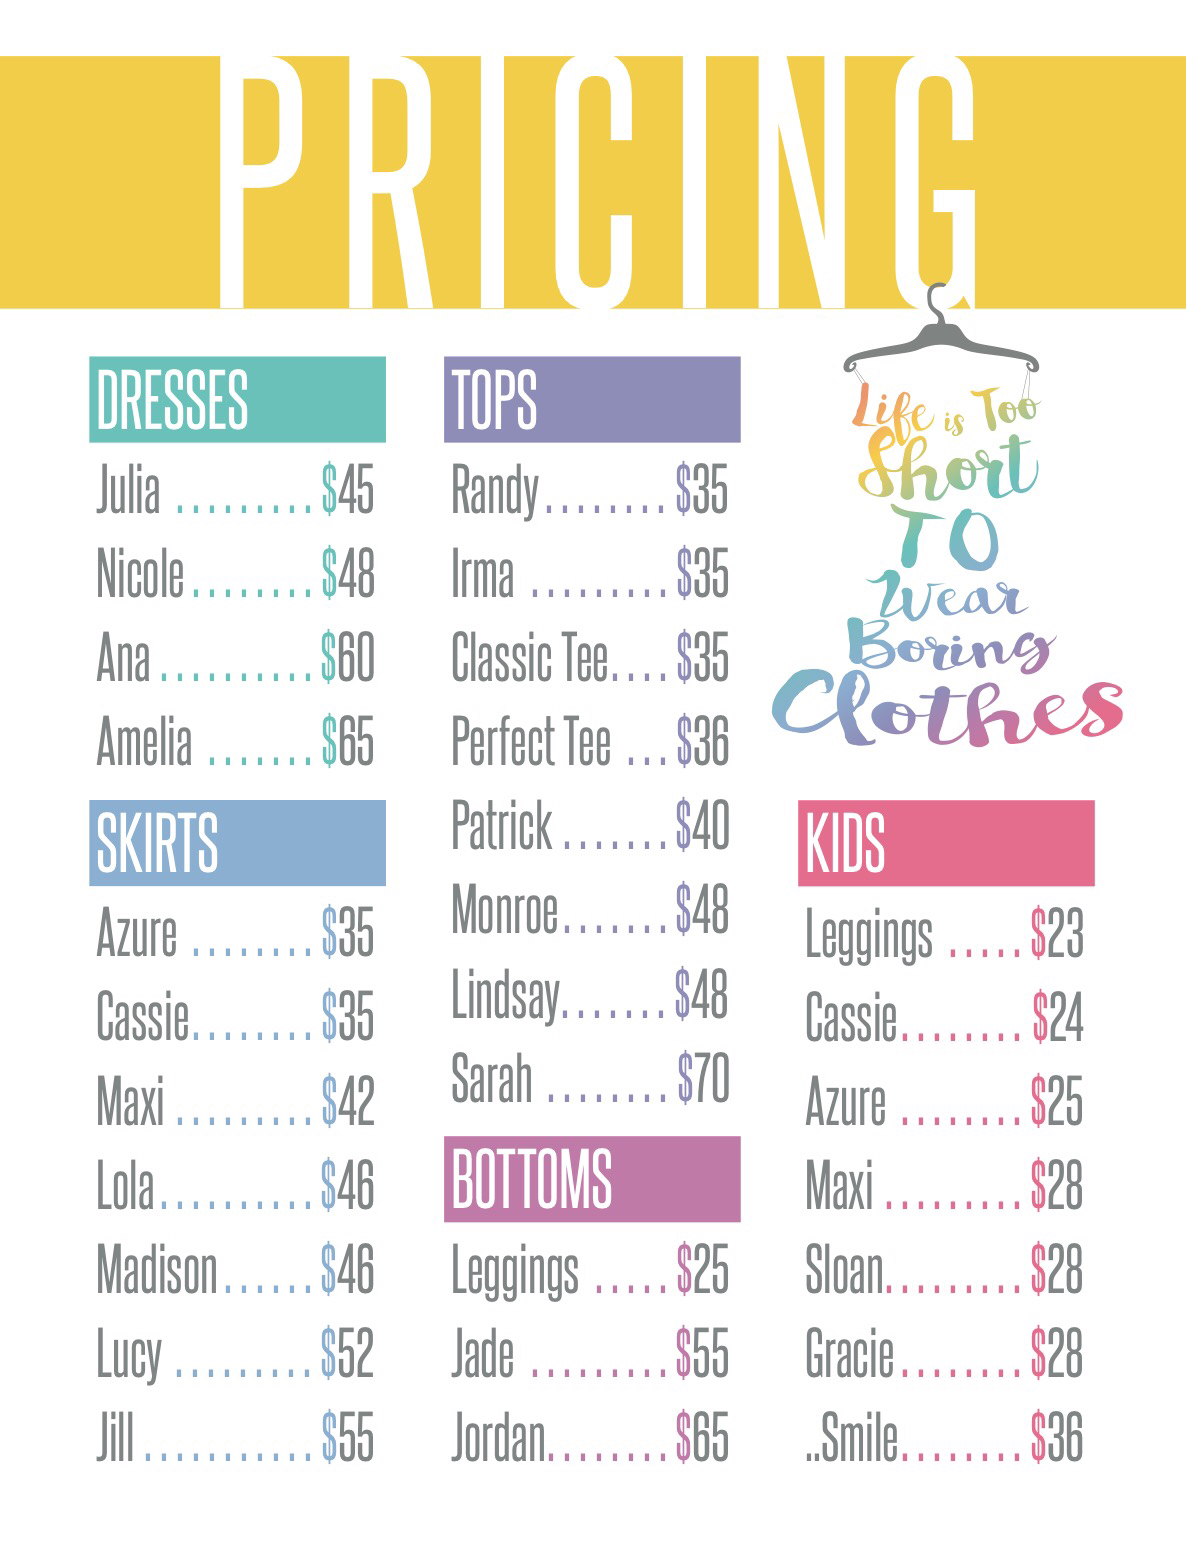 PRICING
DRESSES
Julia ......... $45
Nicole ........ $48
Ana .......... $60
Amelia ....... $65
SKIRTS
Azure ........ $35
Cassie........ $35
Maxi ......... $42
Lola.......... $46
Madison ...... $46
Lucy ......... $52
Jill ........... $55
TOPS
Randy ........ $35
Irma ......... $35
Classic Tee.... $35
Perfect Tee ... $36
Patrick ....... $40
Monroe....... $48
Lindsay....... $48
Sarah ........ $70
BOTTOMS
Leggings ..... $25
Jade ......... $55
Jordan........ $65
Life is Too
Short
TO
Wear
Boring
Clothes
KIDS
Leggings ..... $23
Cassie........ $24
Azure ........ $25
Maxi ......... $28
Sloan......... $28
Gracie ........ $28
..Smile........ $36